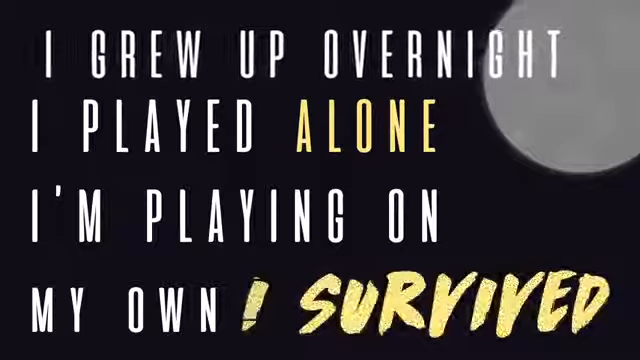 I GREW UP OVERNIGHT
I PLAYED ALONE
I'M PLAYING ON
MY OWN I SURVIVED